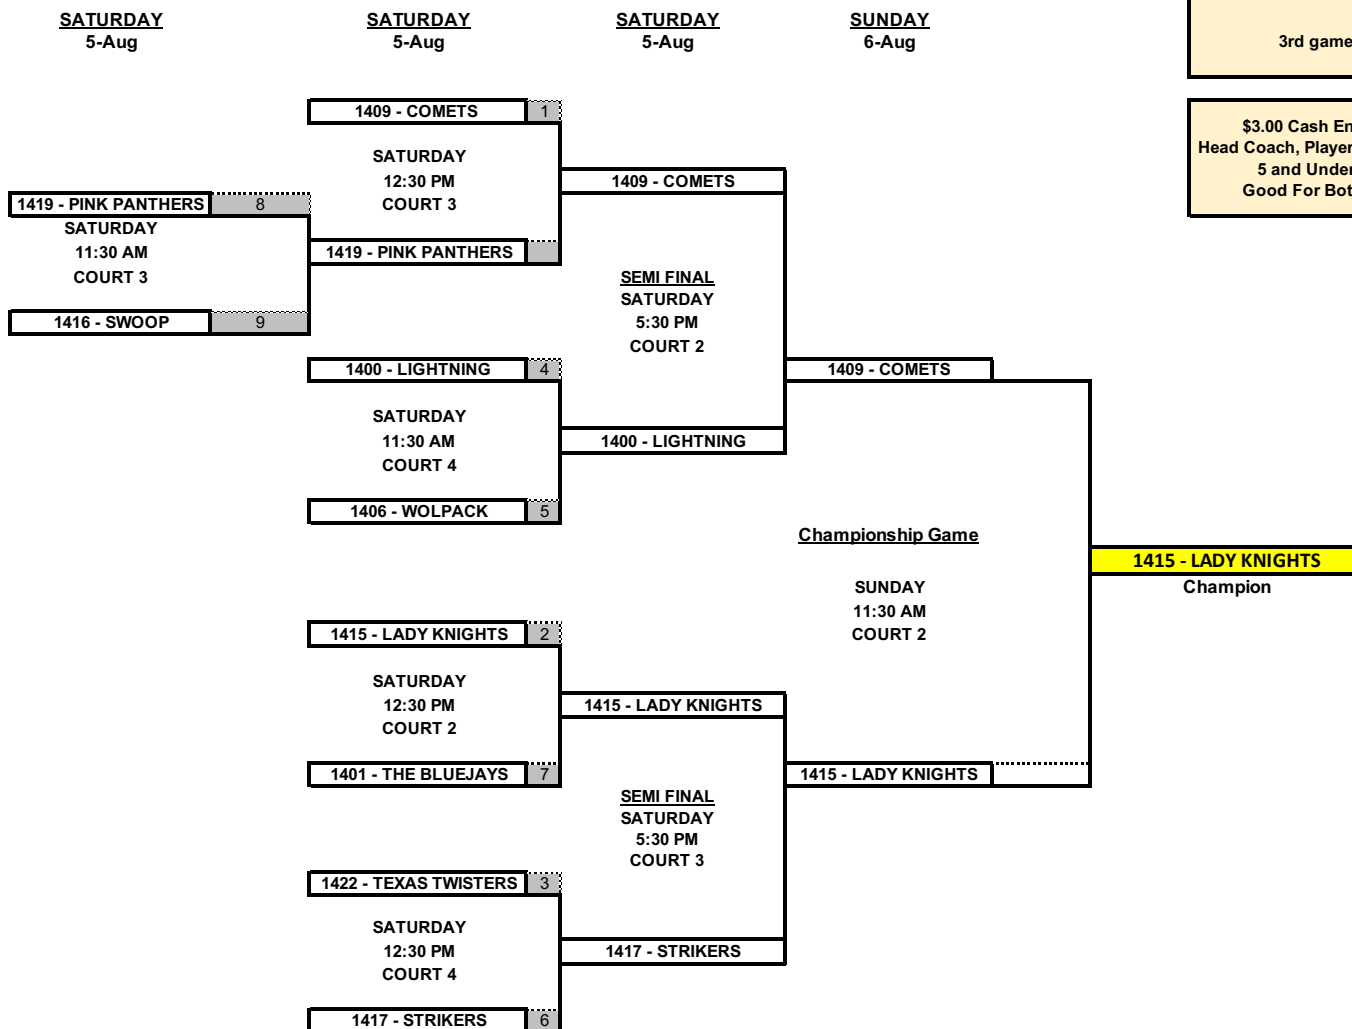 SATURDAY
5-Aug
SATURDAY
5-Aug
SATURDAY
5-Aug
SUNDAY
6-Aug
3rd game
$3.00 Cash En
Head Coach, Player
5 and Under
Good For Bot
1419 - PINK PANTHERS 8
SATURDAY
11:30 AM
COURT 3
1416 - SWOOP 9
1409 - COMETS 1
SATURDAY
12:30 PM
COURT 3
1419 - PINK PANTHERS
1400 - LIGHTNING 4
SATURDAY
11:30 AM
COURT 4
1406 - WOLPACK 5
1415 - LADY KNIGHTS 2
SATURDAY
12:30 PM
COURT 2
1401 - THE BLUEJAYS 7
1422 - TEXAS TWISTERS 3
SATURDAY
12:30 PM
COURT 4
1417 - STRIKERS 6
1409 - COMETS
SEMI FINAL
SATURDAY
5:30 PM
COURT 2
1400 - LIGHTNING
1415 - LADY KNIGHTS
SEMI FINAL
SATURDAY
5:30 PM
COURT 3
1417 - STRIKERS
1409 - COMETS
Championship Game
SUNDAY
11:30 AM
COURT 2
1415 - LADY KNIGHTS
1415 - LADY KNIGHTS
Champion